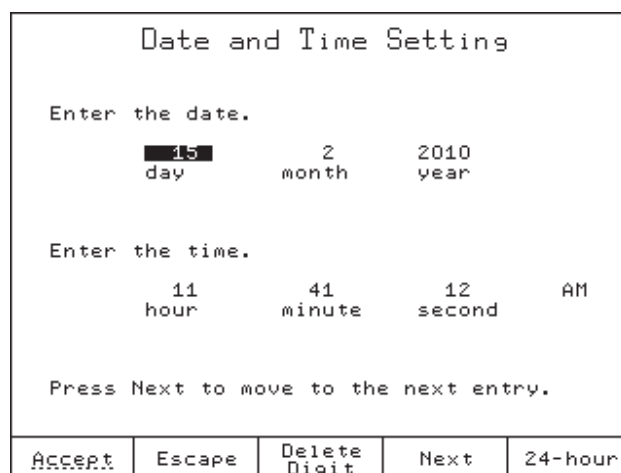 Date and Time Setting
Enter the date.
15 2 2010
day month year
Enter the time.
11 41 12 AM
hour minute second
Press Next to move to the next entry.
Accept Escape Delete Digit Next 24-hour